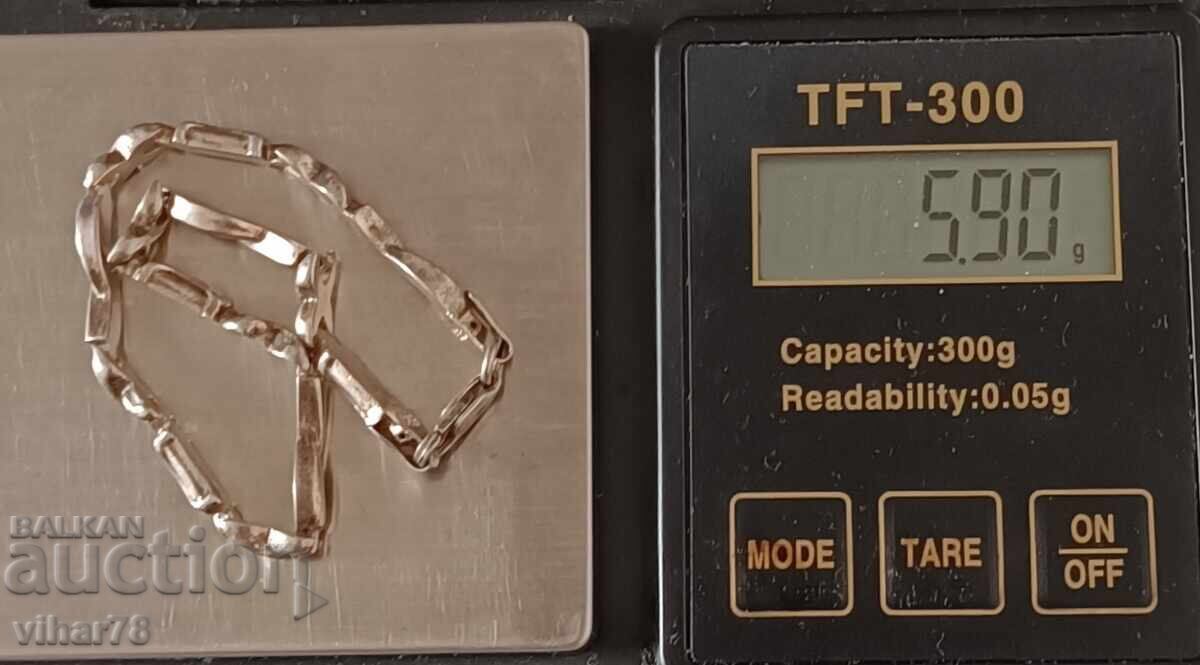 TFT-300
5.90 g
Capacity:300g
Readability:0.05g
MODE
TARE
ON
OFF
BALKAN
auction
vihar78